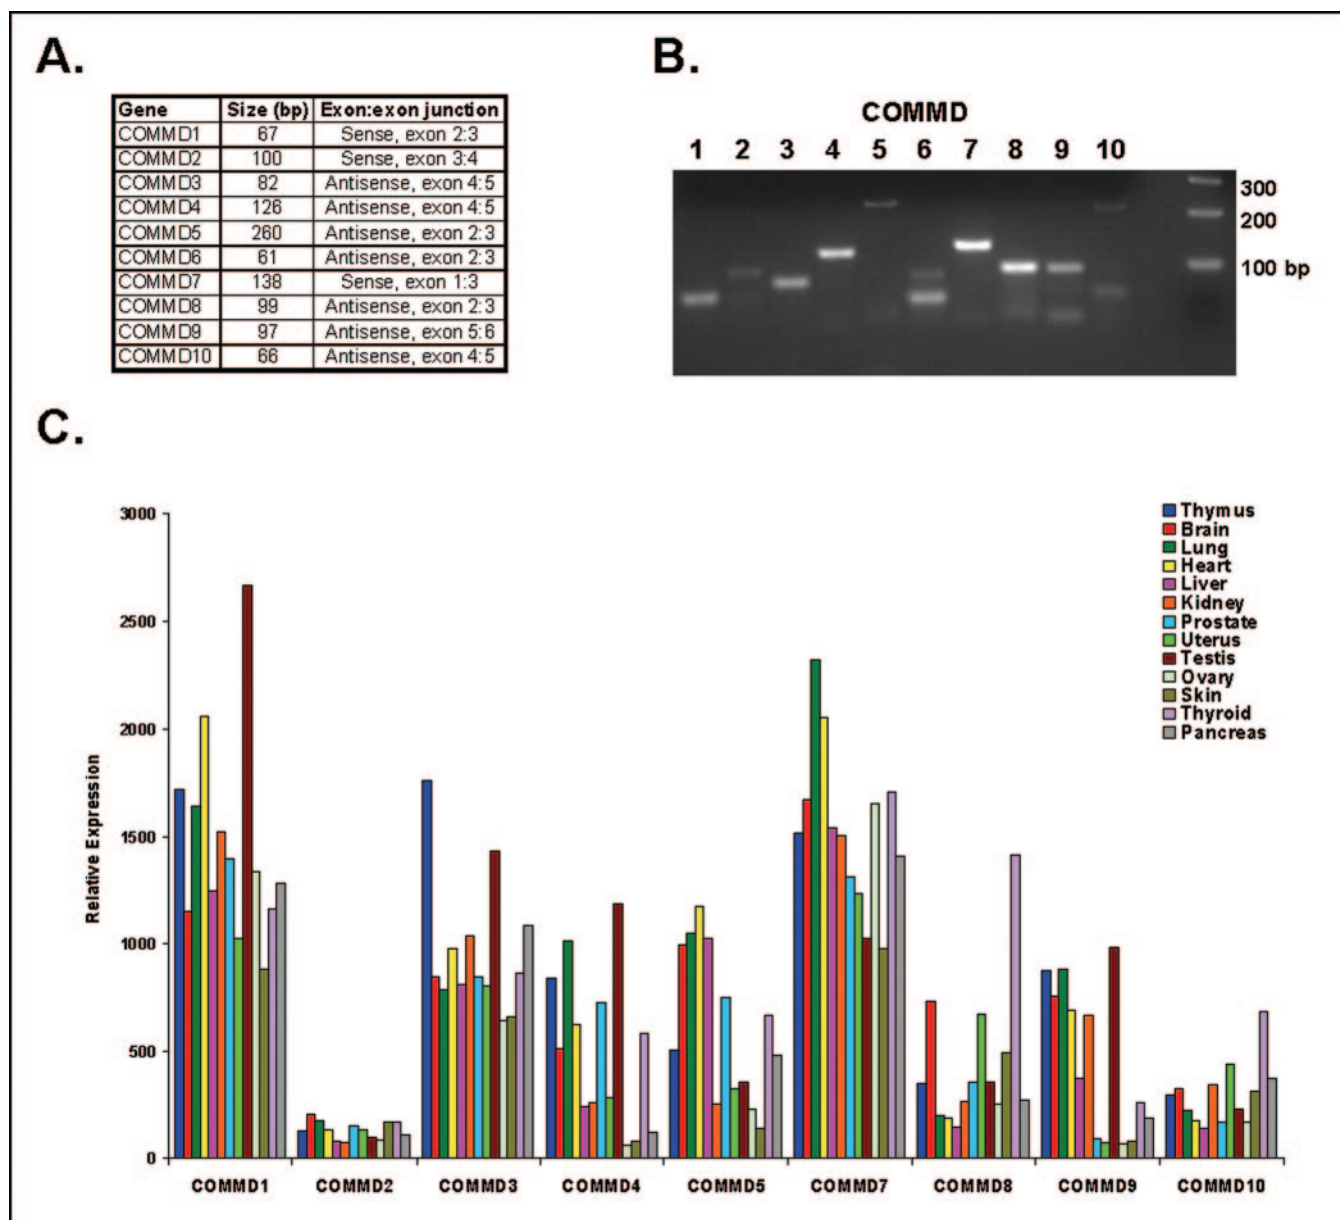 A.
Gene Size (bp) Exon:exon junction
COMMD1 67 Sense, exon 2:3
COMMD2 100 Sense, exon 3:4
COMMD3 82 Antisense, exon 4:5
COMMD4 126 Antisense, exon 4:5
COMMD5 260 Antisense, exon 2:3
COMMD6 61 Antisense, exon 2:3
COMMD7 138 Sense, exon 1:3
COMMD8 99 Antisense, exon 2:3
COMMD9 97 Antisense, exon 5:6
COMMD10 66 Antisense, exon 4:5
B.
COMMD
1 2 3 4 5 6 7 8 9 10
300
200
100 bp
C.
Relative Expression
3000
2500
2000
1500
1000
500
0
COMMD1 COMMD2 COMMD3 COMMD4 COMMD5 COMMD7 COMMD8 COMMD9 COMMD10
Thymus
Brain
Lung
Heart
Liver
Kidney
Prostate
Uterus
Testis
Ovary
Skin
Thyroid
Pancreas